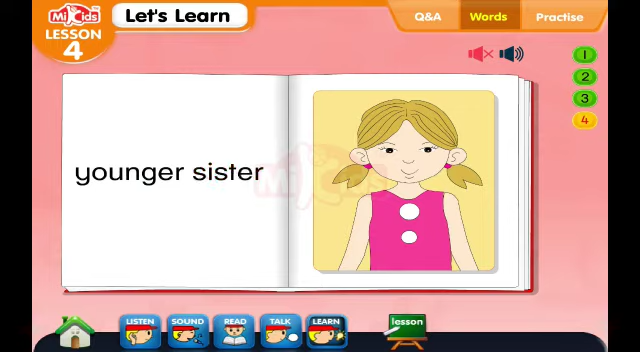 MiKids
Let's Learn
LESSON
4
Q&A
Words
Practise
1
2
3
4
younger sister
MiKids
LISTEN
SOUND
READ
TALK
LEARN
lesson